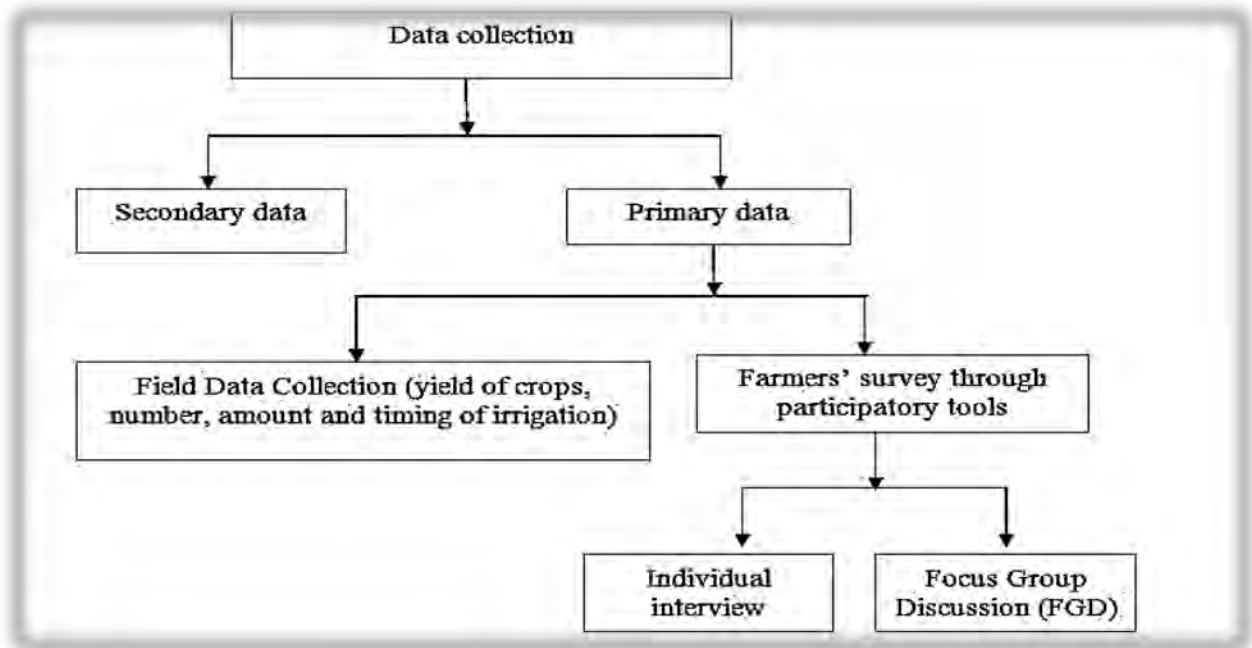 Data collection
Secondary data
Primary data
Field Data Collection (yield of crops,
number, amount and timing of irrigation)
Farmers' survey through
participatory tools
Individual
interview
Focus Group
Discussion (FGD)